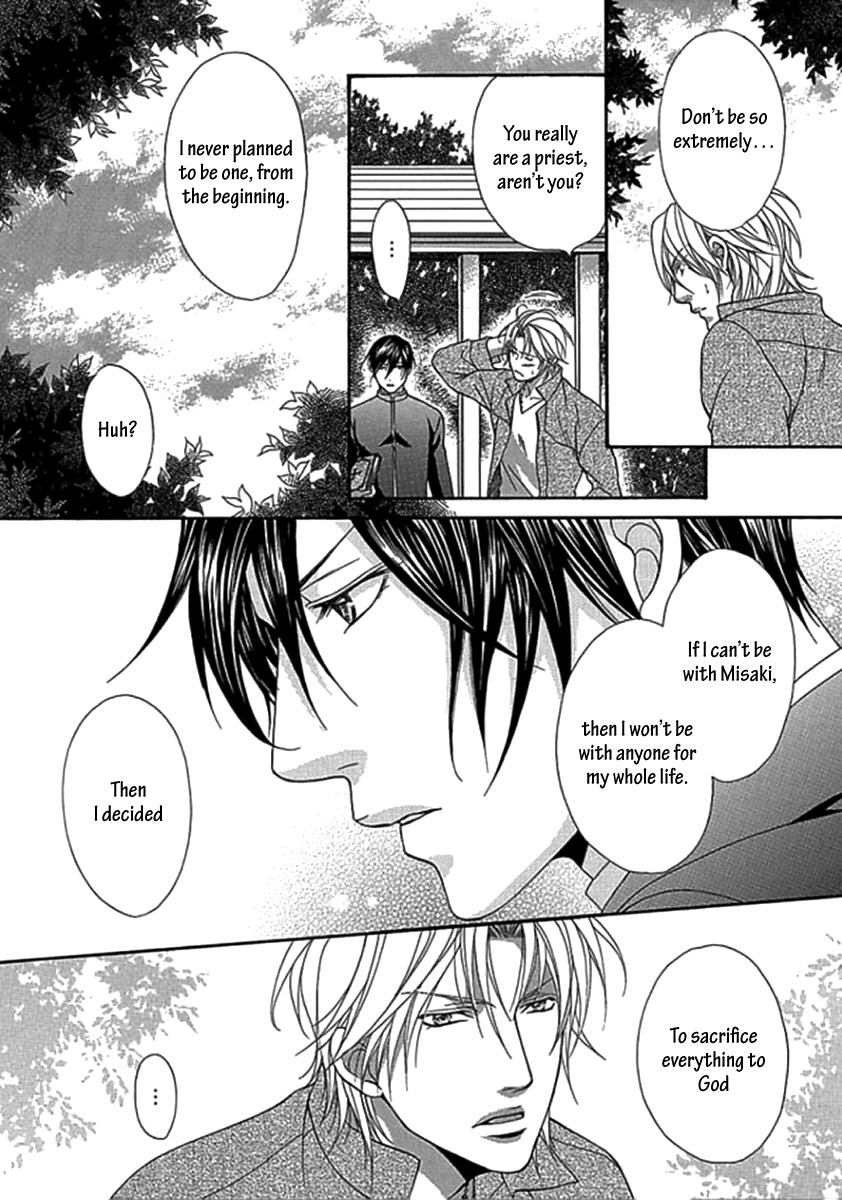 Don't be so
extremely...
You really
are a priest,
aren't you?
...
I never planned
to be one, from
the beginning.
Huh?
If I can't be
with Misaki,
then I won't be
with anyone for
my whole life.
Then
I decided
To sacrifice
everything to
God
...